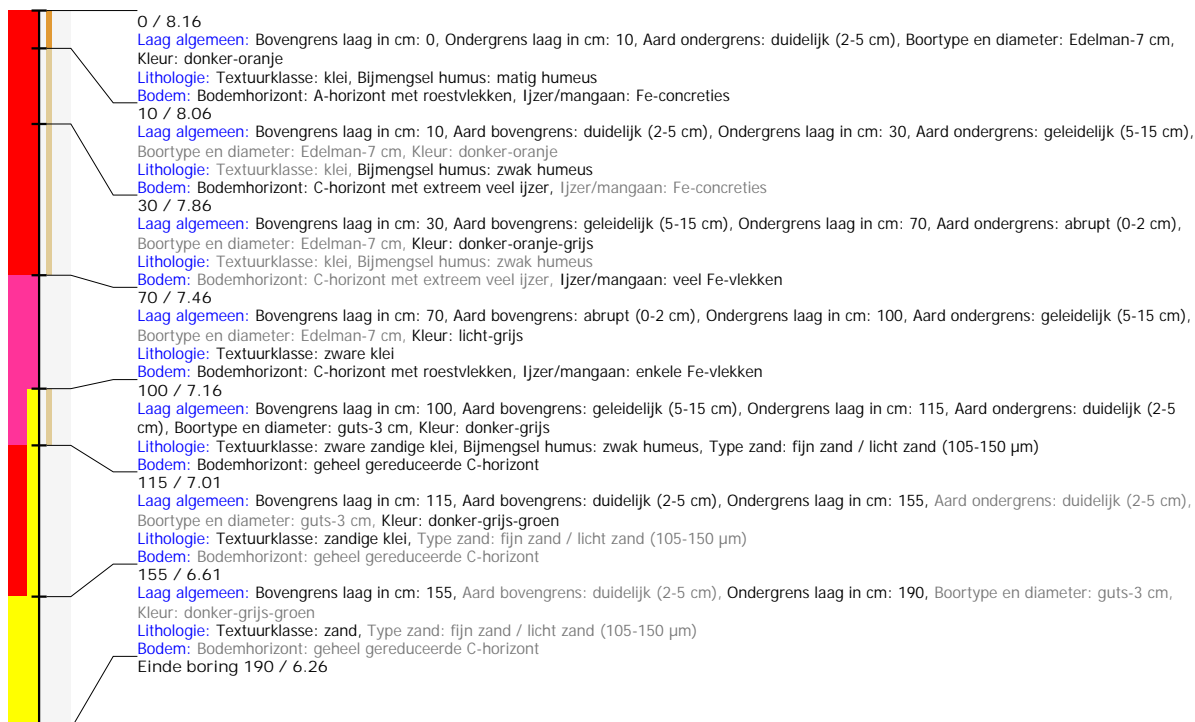 0 / 8.16
Laag algemeen: Bovengrens laag in cm: 0, Ondergrens laag in cm: 10, Aard ondergrens: duidelijk (2-5 cm), Boortype en diameter: Edelman-7 cm,
Kleur: donker-oranje
Lithologie: Textuurklasse: klei, Bijmengsel humus: matig humeus
Bodem: Bodemhorizont: A-horizont met roestvlekken, Ijzer/mangaan: Fe-concreties
10 / 8.06
Laag algemeen: Bovengrens laag in cm: 10, Aard bovengrens: duidelijk (2-5 cm), Ondergrens laag in cm: 30, Aard ondergrens: geleidelijk (5-15 cm),
Boortype en diameter: Edelman-7 cm, Kleur: donker-oranje
Lithologie: Textuurklasse: klei, Bijmengsel humus: zwak humeus
Bodem: Bodemhorizont: C-horizont met extreem veel ijzer, Ijzer/mangaan: Fe-concreties
30 / 7.86
Laag algemeen: Bovengrens laag in cm: 30, Aard bovengrens: geleidelijk (5-15 cm), Ondergrens laag in cm: 70, Aard ondergrens: abrupt (0-2 cm),
Boortype en diameter: Edelman-7 cm, Kleur: donker-oranje-grijs
Lithologie: Textuurklasse: klei, Bijmengsel humus: zwak humeus
Bodem: Bodemhorizont: C-horizont met extreem veel ijzer, Ijzer/mangaan: veel Fe-vlekken
70 / 7.46
Laag algemeen: Bovengrens laag in cm: 70, Aard bovengrens: abrupt (0-2 cm), Ondergrens laag in cm: 100, Aard ondergrens: geleidelijk (5-15 cm),
Boortype en diameter: Edelman-7 cm, Kleur: licht-grijs
Lithologie: Textuurklasse: zware klei
Bodem: Bodemhorizont: C-horizont met roestvlekken, Ijzer/mangaan: enkele Fe-vlekken
100 / 7.16
Laag algemeen: Bovengrens laag in cm: 100, Aard bovengrens: geleidelijk (5-15 cm), Ondergrens laag in cm: 115, Aard ondergrens: duidelijk (2-5
cm), Boortype en diameter: guts-3 cm, Kleur: donker-grijs
Lithologie: Textuurklasse: zware zandige klei, Bijmengsel humus: zwak humeus, Type zand: fijn zand / licht zand (105-150 µm)
Bodem: Bodemhorizont: geheel gereduceerde C-horizont
115 / 7.01
Laag algemeen: Bovengrens laag in cm: 115, Aard bovengrens: duidelijk (2-5 cm), Ondergrens laag in cm: 155, Aard ondergrens: duidelijk (2-5 cm),
Boortype en diameter: guts-3 cm, Kleur: donker-grijs-groen
Lithologie: Textuurklasse: zandige klei, Type zand: fijn zand / licht zand (105-150 µm)
Bodem: Bodemhorizont: geheel gereduceerde C-horizont
155 / 6.61
Laag algemeen: Bovengrens laag in cm: 155, Aard bovengrens: duidelijk (2-5 cm), Ondergrens laag in cm: 190, Boortype en diameter: guts-3 cm,
Kleur: donker-grijs-groen
Lithologie: Textuurklasse: zand, Type zand: fijn zand / licht zand (105-150 µm)
Bodem: Bodemhorizont: geheel gereduceerde C-horizont
Einde boring 190 / 6.26